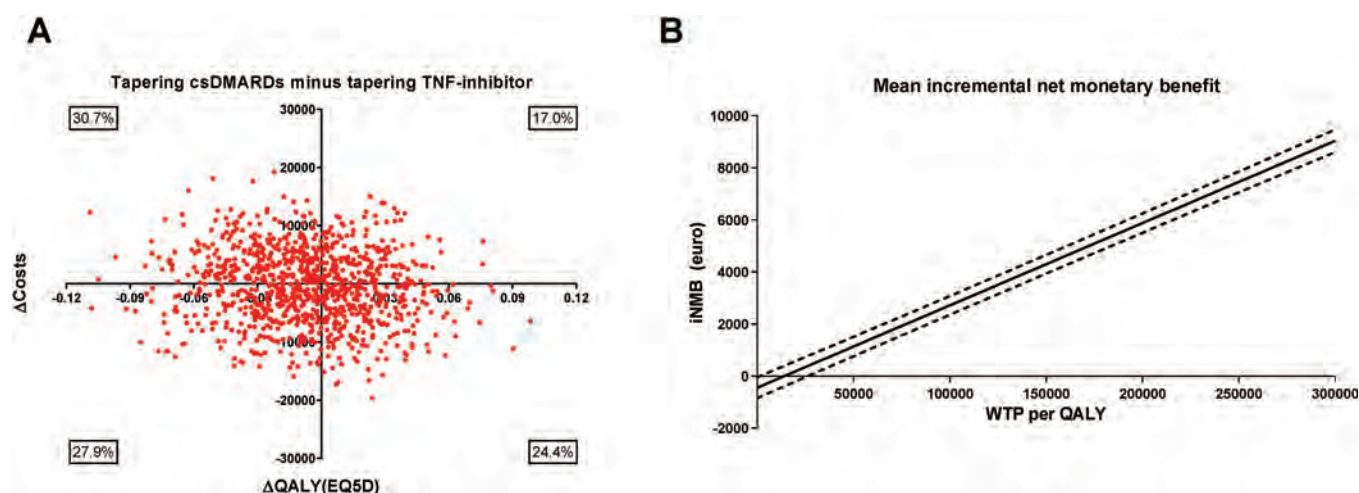 A
Tapering csDMARDs minus tapering TNF-inhibitor
30.7%
17.0%
30000
20000
10000
ΔCosts
-0.12 -0.09 -0.06 0.03 0.06 0.09 0.12
10000
-20000
-30000
27.9%
24.4%
ΔQALY(EQ5D)
B
Mean incremental net monetary benefit
10000
8000
6000
4000
2000
0
-2000
iNMB (euro)
50000 100000 150000 200000 250000 300000
WTP per QALY